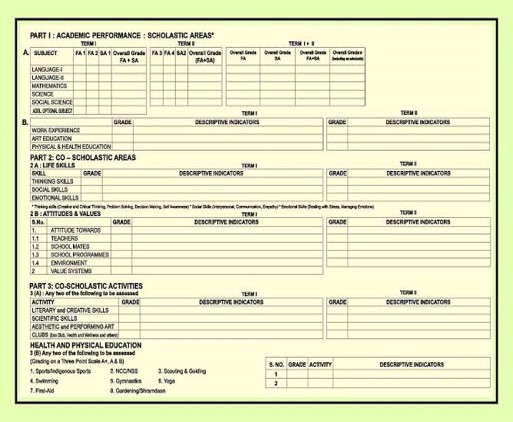 PART I : ACADEMIC PERFORMANCE : SCHOLASTIC AREAS*
TERM I TERM II TERM I + II
A. SUBJECT FA 1 FA 2 SA 1 Overall Grade FA + SA FA 3 FA 4 SA2 Overall Grade (FA+SA) Overall Grade FA Overall Grade SA Overall Grade FA+SA Overall Grade
LANGUAGE-I
LANGUAGE-II
MATHEMATICS
SCIENCE
SOCIAL SCIENCE
ADDL OPTIONAL SUBJECT
TERM I TERM II
B. GRADE DESCRIPTIVE INDICATORS GRADE DESCRIPTIVE INDICATORS
WORK EXPERIENCE
ART EDUCATION
PHYSICAL & HEALTH EDUCATION
PART 2: CO – SCHOLASTIC AREAS
2 A : LIFE SKILLS TERM I TERM II
SKILL GRADE DESCRIPTIVE INDICATORS GRADE DESCRIPTIVE INDICATORS
THINKING SKILLS
SOCIAL SKILLS
EMOTIONAL SKILLS
* Thinking skills (Creative and Critical Thinking, Problem Solving, Decision Making, Self Awareness) * Social Skills (Interpersonal, Communication, Empathy) * Emotional Skills (Dealing with Stress, Managing Emotions)
2 B : ATTITUDES & VALUES TERM I TERM II
S.No. GRADE DESCRIPTIVE INDICATORS GRADE DESCRIPTIVE INDICATORS
1. ATTITUDE TOWARDS
1.1 TEACHERS
1.2 SCHOOL MATES
1.3 SCHOOL PROGRAMMES
1.4 ENVIRONMENT
2 VALUE SYSTEMS
PART 3: CO-SCHOLASTIC ACTIVITIES
3 (A) : Any two of the following to be assessed TERM I TERM II
ACTIVITY GRADE DESCRIPTIVE INDICATORS GRADE DESCRIPTIVE INDICATORS
LITERARY and CREATIVE SKILLS
SCIENTIFIC SKILLS
AESTHETIC and PERFORMING ART
CLUBS (Eco Club, Health and Wellness and others)
HEALTH AND PHYSICAL EDUCATION
3 (B) Any two of the following to be assessed
(Grading on a Three Point Scale A+, A & B)
1. Sports/Indigenous Sports 2. NCC/NSS 3. Scouting & Guiding
4. Swimming 5. Gymnastics 6. Yoga
7. First-Aid 8. Gardening/Shramdaan
S. NO. GRADE ACTIVITY DESCRIPTIVE INDICATORS
1
2